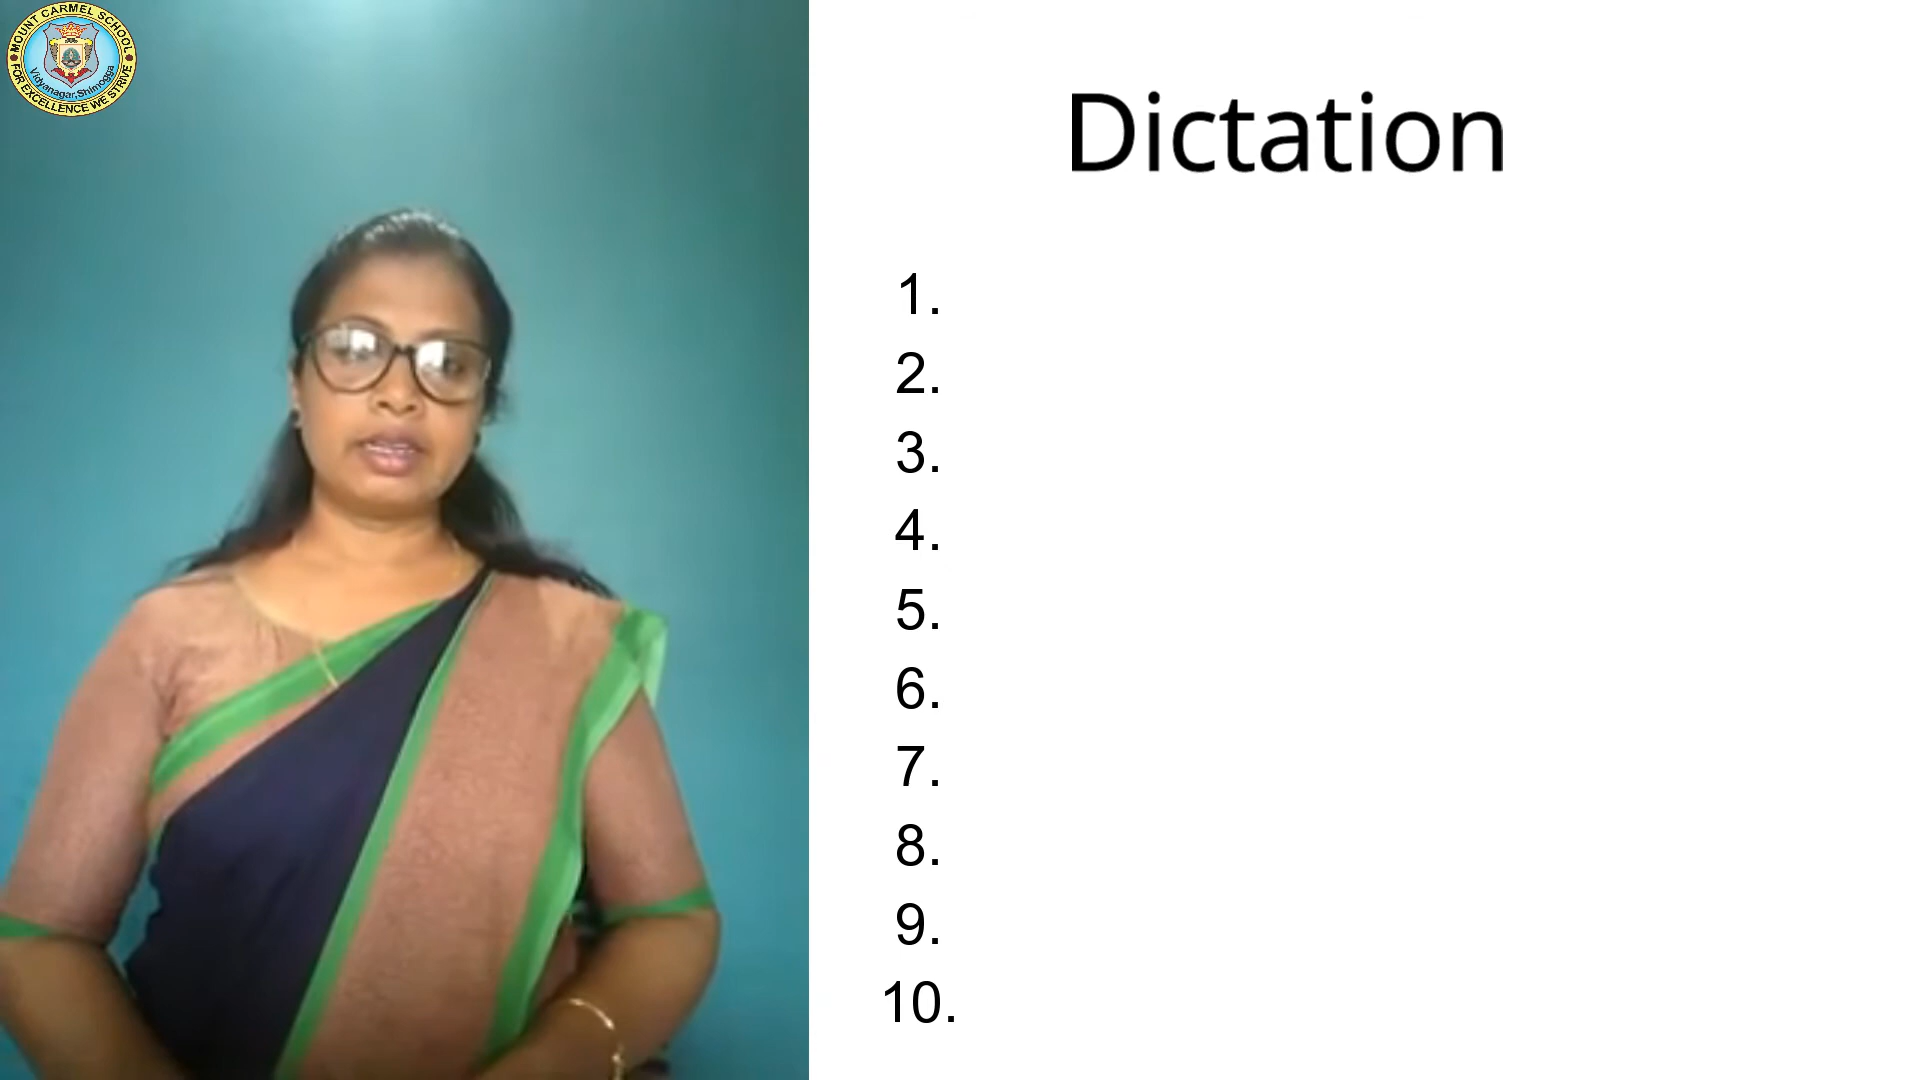 MOUNT CARMEL SCHOOL
Vidyanagar,Shimogga
FOR EXCELLENCE WE STRIVE
Dictation
1.
2.
3.
4.
5.
6.
7.
8.
9.
10.